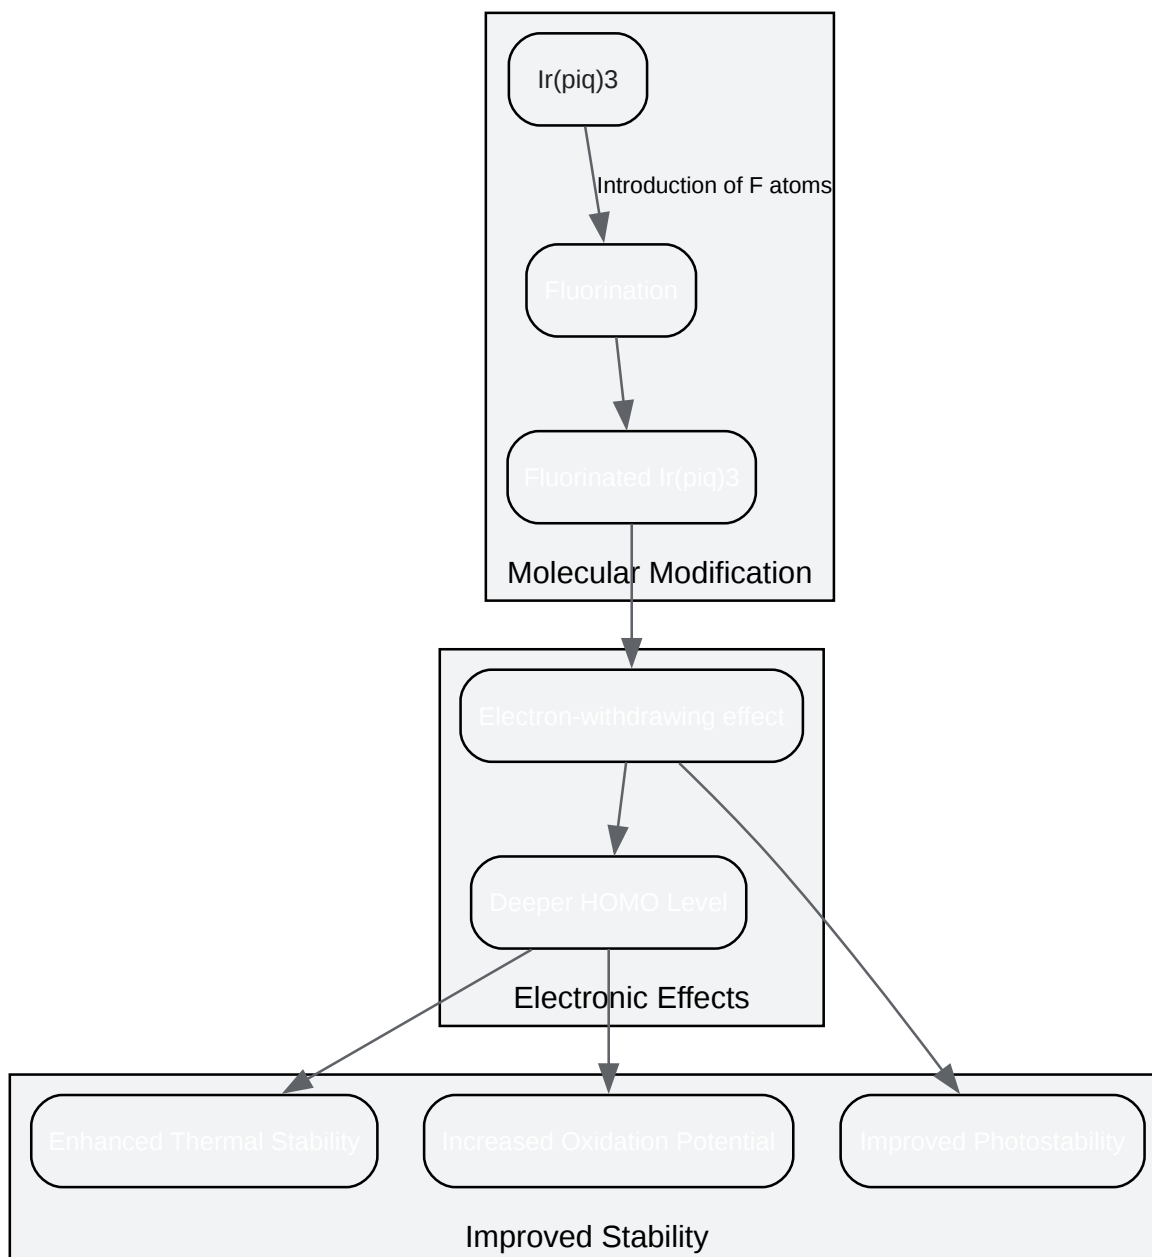 Ir(piq)3
Introduction of F atoms
Fluorination
Fluorinated Ir(piq)3
Molecular Modification
Electron-withdrawing effect
Deeper HOMO Level
Electronic Effects
Enhanced Thermal Stability
Increased Oxidation Potential
Improved Photostability
Improved Stability